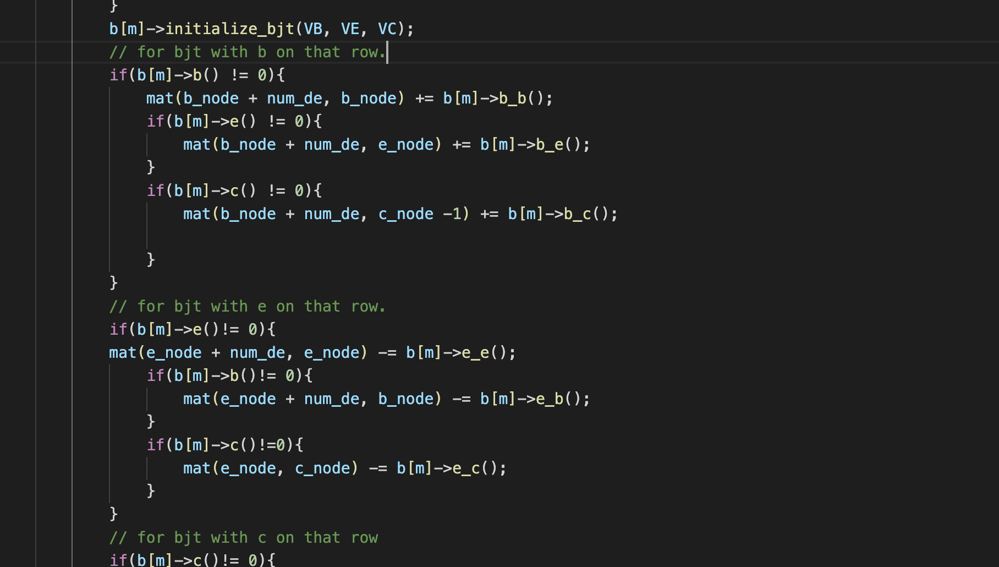 }
b[m]->initialize_bjt(VB, VE, VC);
// for bjt with b on that row.
if(b[m]->b() != 0){
mat(b_node + num_de, b_node) += b[m]->b_b();
if(b[m]->e() != 0){
mat(b_node + num_de, e_node) += b[m]->b_e();
}
if(b[m]->c() != 0){
mat(b_node + num_de, c_node -1) += b[m]->b_c();
}
}
// for bjt with e on that row.
if(b[m]->e()!= 0){
mat(e_node + num_de, e_node) -= b[m]->e_e();
if(b[m]->b()!= 0){
mat(e_node + num_de, b_node) -= b[m]->e_b();
}
if(b[m]->c()!=0){
mat(e_node, c_node) -= b[m]->e_c();
}
}
// for bjt with c on that row
if(b[m]->c()!= 0){